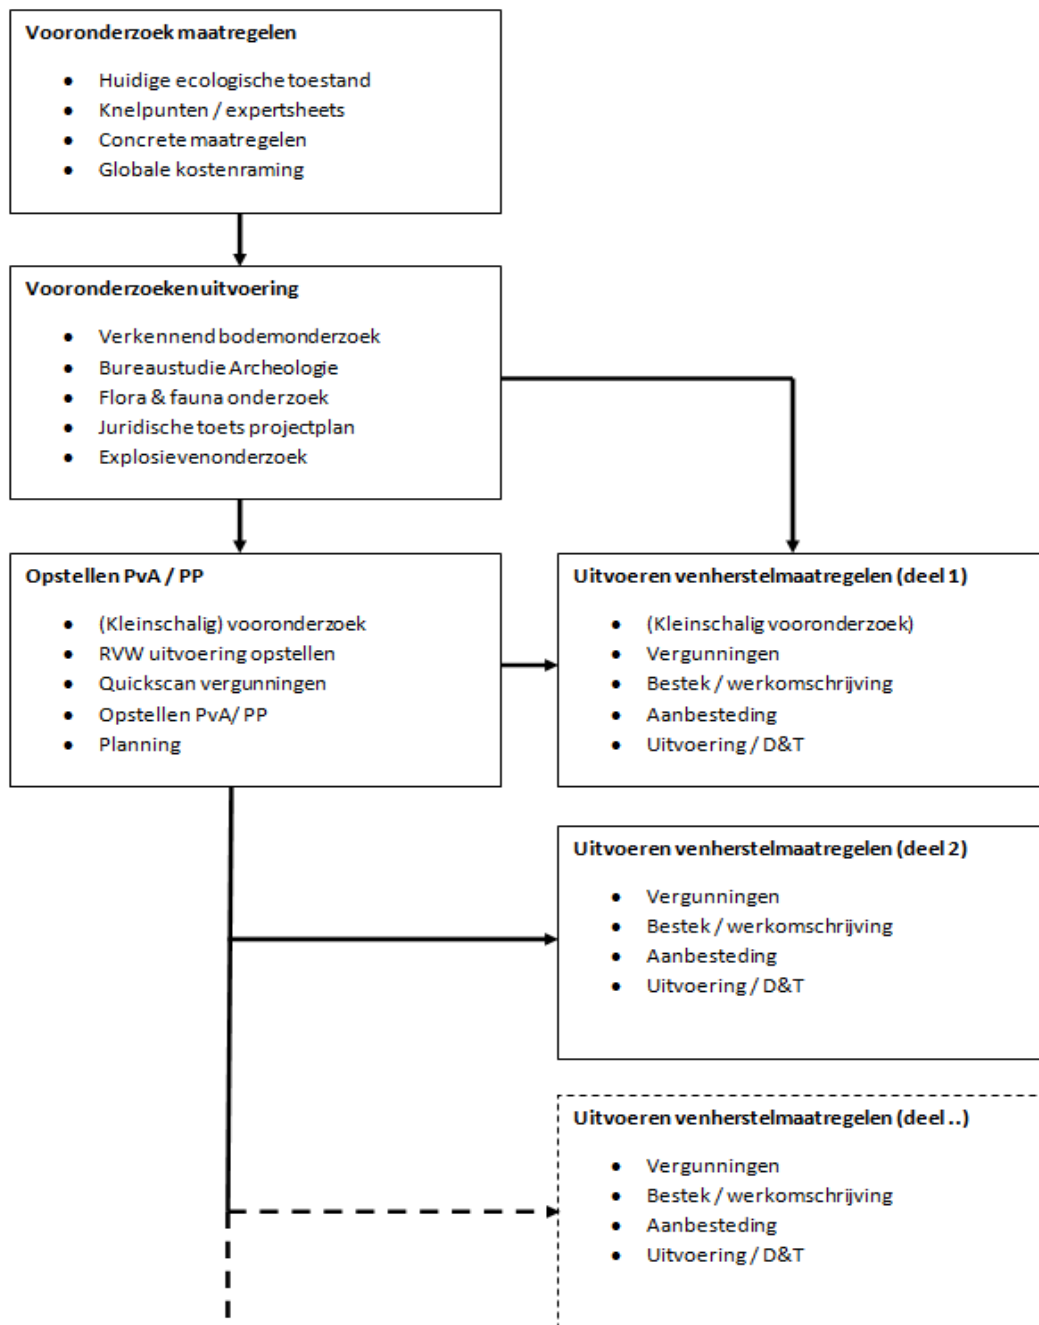 Vooronderzoek maatregelen
• Huidige ecologische toestand
• Knelpunten / expertsheets
• Concrete maatregelen
• Globale kostenraming
Vooronderzoeken uitvoering
• Verkennend bodemonderzoek
• Bureaustudie Archeologie
• Flora & fauna onderzoek
• Juridische toets projectplan
• Explosievenonderzoek
Opstellen PvA / PP
• (Kleinschalig) vooronderzoek
• RVW uitvoering opstellen
• Quickscan vergunningen
• Opstellen PvA/ PP
• Planning
Uitvoeren venherstelmaatregelen (deel 1)
• (Kleinschalig vooronderzoek)
• Vergunningen
• Bestek / werkomschrijving
• Aanbesteding
• Uitvoering / D&T
Uitvoeren venherstelmaatregelen (deel 2)
• Vergunningen
• Bestek / werkomschrijving
• Aanbesteding
• Uitvoering / D&T
Uitvoeren venherstelmaatregelen (deel ..)
• Vergunningen
• Bestek / werkomschrijving
• Aanbesteding
• Uitvoering / D&T